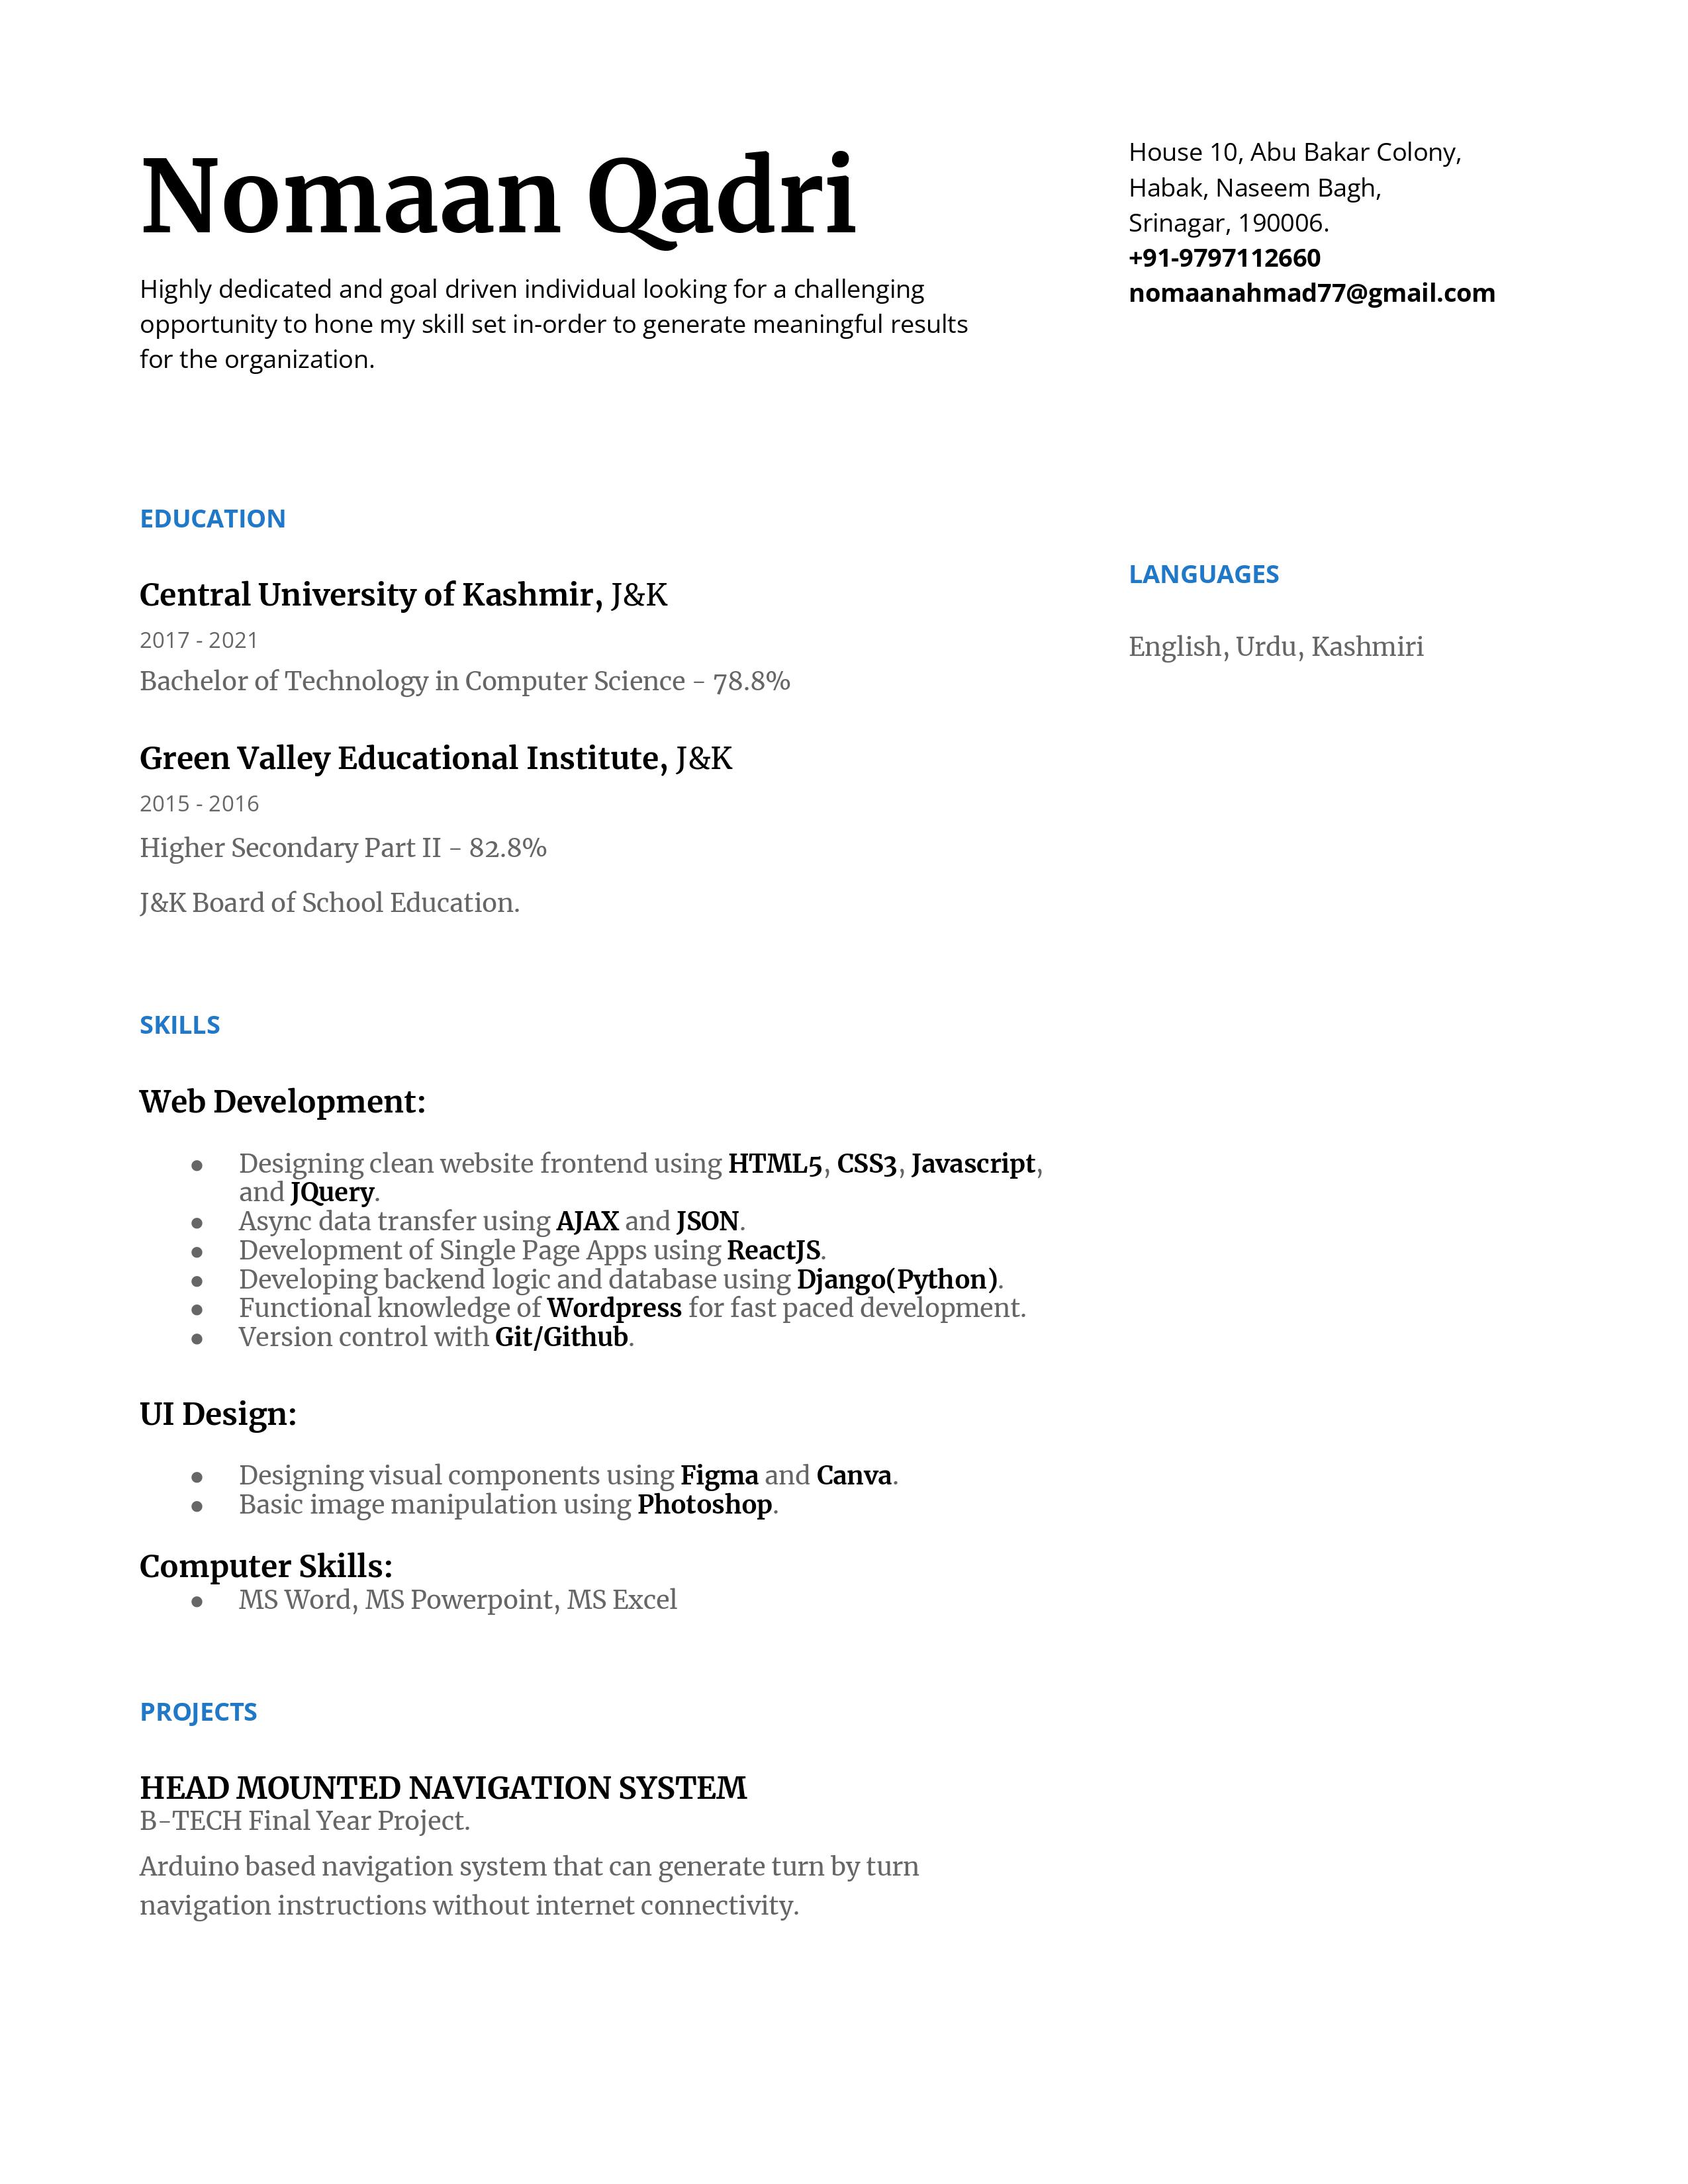 Nomaan Qadri
Highly dedicated and goal driven individual looking for a challenging
opportunity to hone my skill set in-order to generate meaningful results
for the organization.
House 10, Abu Bakar Colony,
Habak, Naseem Bagh,
Srinagar, 190006.
+91-9797112660
nomaanahmad77@gmail.com
EDUCATION
Central University of Kashmir, J&K
2017 - 2021
Bachelor of Technology in Computer Science - 78.8%
Green Valley Educational Institute, J&K
2015 - 2016
Higher Secondary Part II - 82.8%
J&K Board of School Education.
SKILLS
Web Development:
● Designing clean website frontend using HTML5, CSS3, Javascript,
and JQuery.
● Async data transfer using AJAX and JSON.
● Development of Single Page Apps using ReactJS.
● Developing backend logic and database using Django(Python).
● Functional knowledge of Wordpress for fast paced development.
● Version control with Git/Github.
UI Design:
● Designing visual components using Figma and Canva.
● Basic image manipulation using Photoshop.
Computer Skills:
● MS Word, MS Powerpoint, MS Excel
PROJECTS
HEAD MOUNTED NAVIGATION SYSTEM
B-TECH Final Year Project.
Arduino based navigation system that can generate turn by turn
navigation instructions without internet connectivity.
LANGUAGES
English, Urdu, Kashmiri